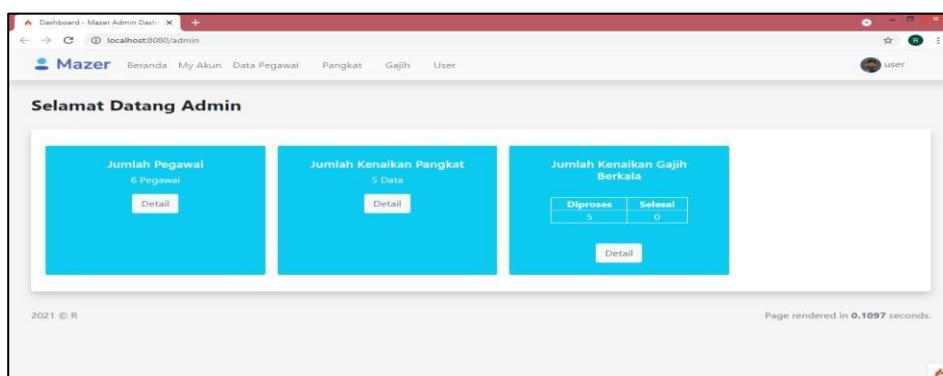 Dashboard - Mazer Admin Dash
localhost:8080/admin
R
Mazer Beranda My Akun Data Pegawai Pangkat Gajih User user
Selamat Datang Admin
Jumlah Pegawai
6 Pegawai
Detail
Jumlah Kenaikan Pangkat
5 Data
Detail
Jumlah Kenaikan Gajih
Berkala
Diproses Selesai
5 0
Detail
2021 © R
Page rendered in 0.1097 seconds.